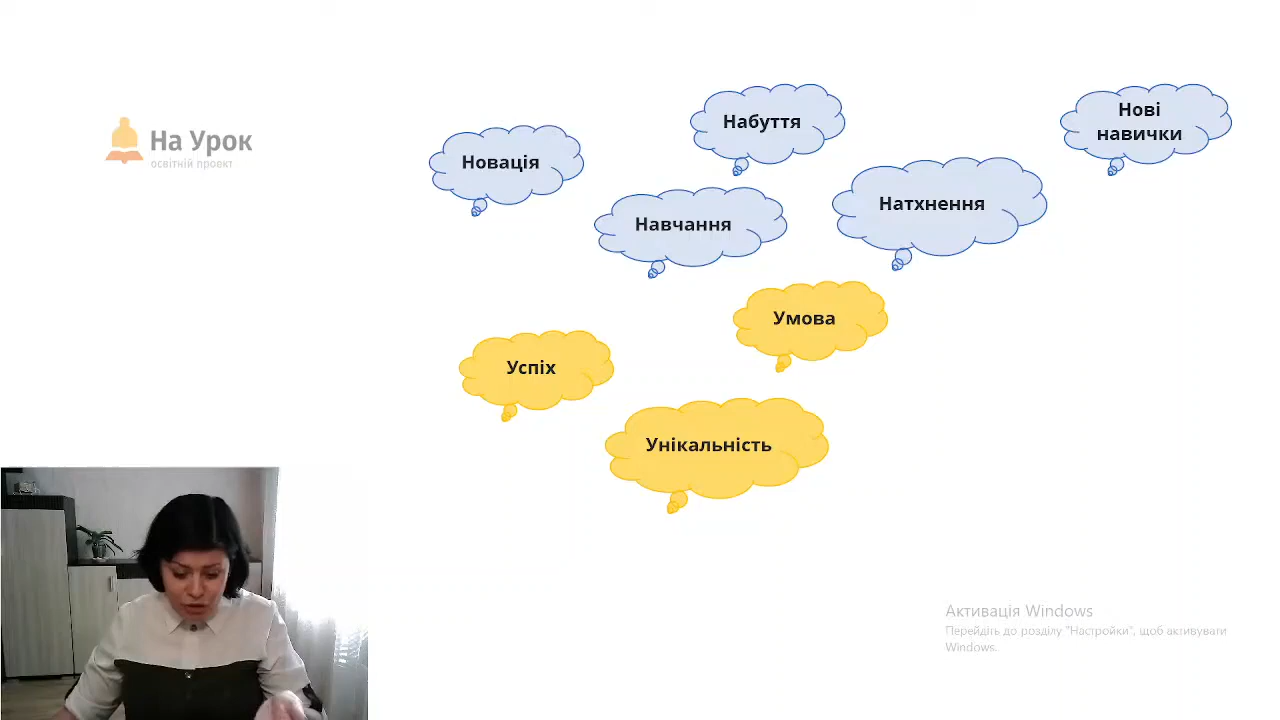 На Урок
освітній проект
Новація
Набуття
Нові
навички
Навчання
Натхнення
Умова
Успіх
Унікальність
Активація Windows
Перейдіть до розділу "Настройки", щоб активувати
Windows.